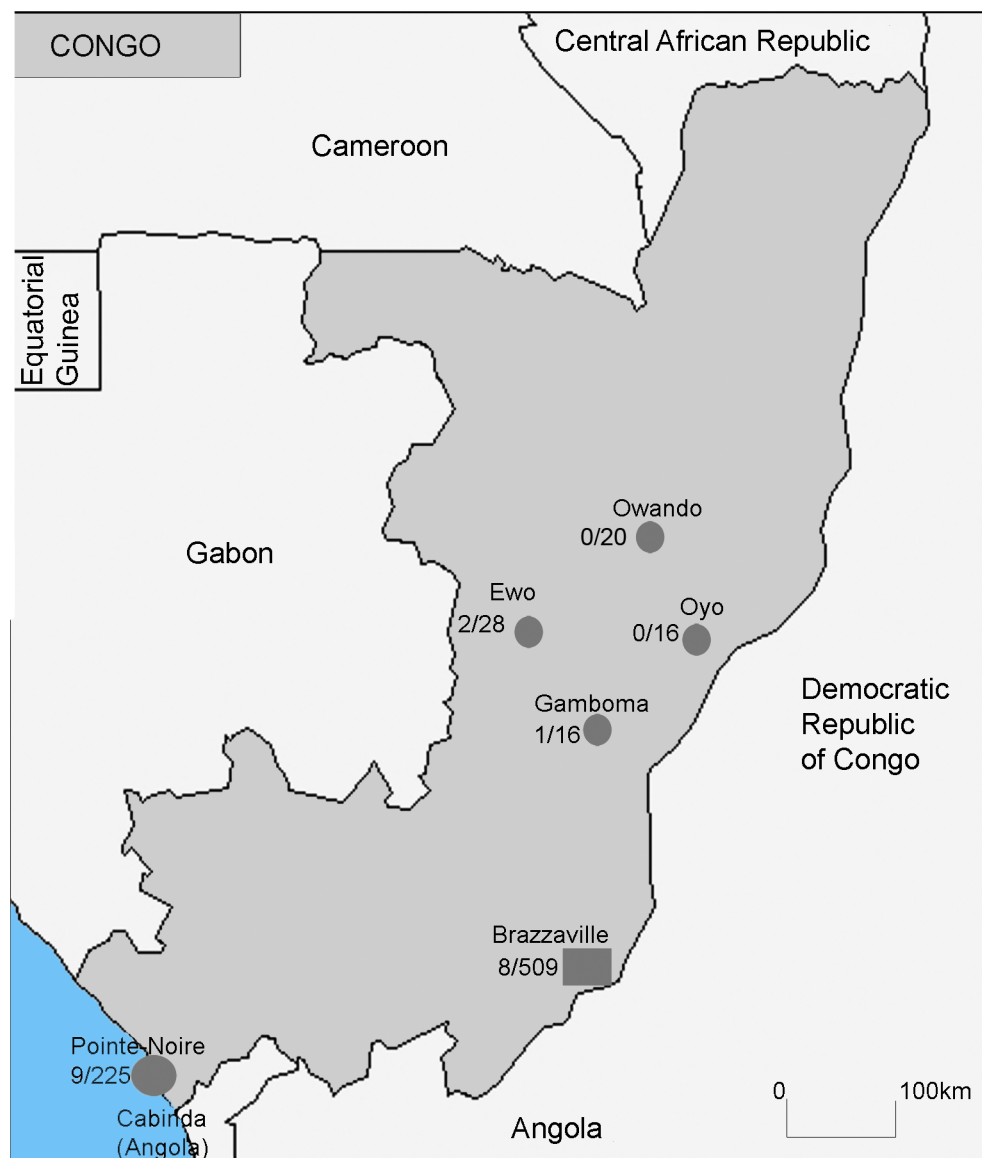 CONGO
Central African Republic
Cameroon
Equatorial
Guinea
Owando
0/20
Gabon
Ewo
2/28
Oyo
0/16
Gamboma
1/16
Democratic
Republic
of Congo
Brazzaville
8/509
Pointe-Noire
9/225
0
100km
Cabinda
(Angola)
Angola